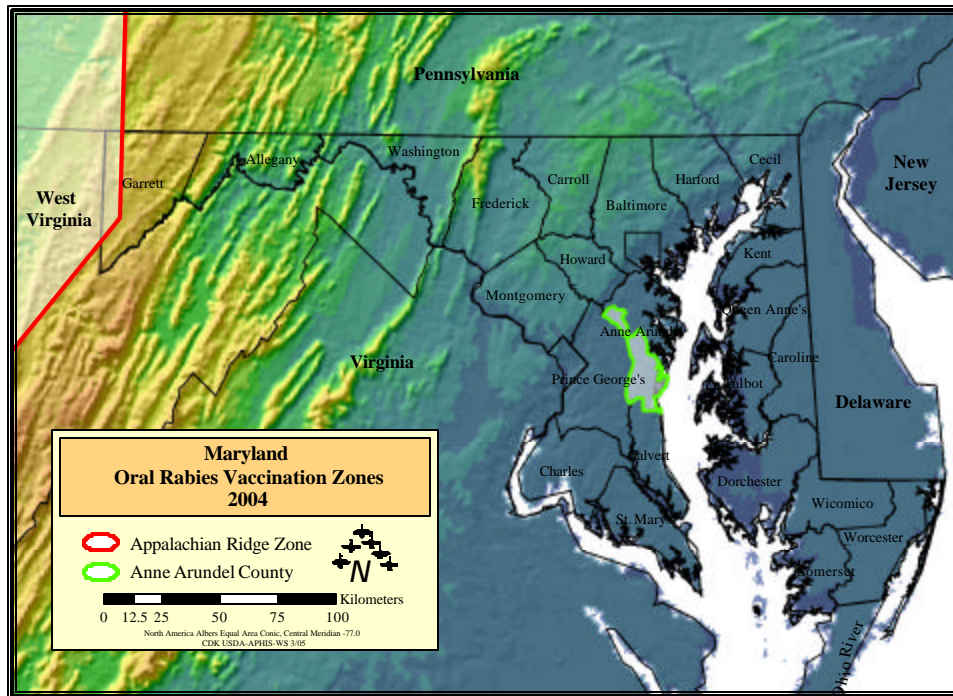 Pennsylvania
New
Jersey
West
Virginia
Garrett
Allegany
Washington
Frederick
Carroll
Baltimore
Harford
Cecil
Howard
Montgomery
Kent
Queen Anne's
Anne Arundel
Caroline
Prince George's
Talbot
Virginia
Delaware
Charles
Calvert
Dorchester
St. Mary
Wicomico
Worcester
Somerset
Ohio River
Maryland
Oral Rabies Vaccination Zones
2004
Appalachian Ridge Zone
Anne Arundel County
N
Kilometers
0 12.5 25 50 75 100
North America Albers Equal Area Conic, Central Meridian -77.0
CDK USDA-APHIS-WS 3/05